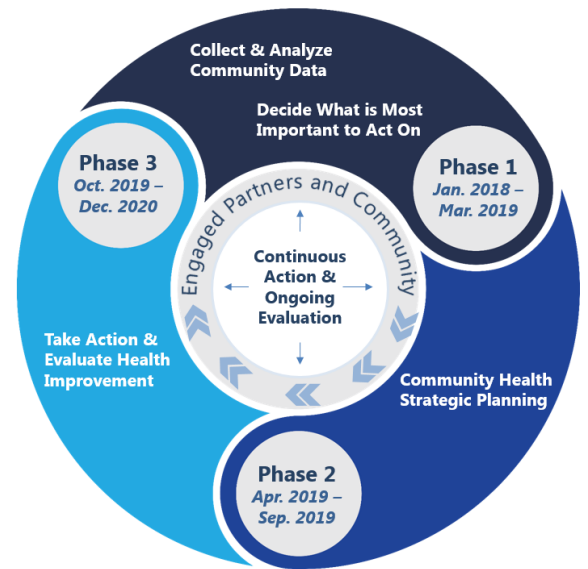 Collect & Analyze
Community Data
Decide What is Most
Important to Act On
Phase 1
Jan. 2018 –
Mar. 2019
Community Health
Strategic Planning
Phase 2
Apr. 2019 –
Sep. 2019
Take Action &
Evaluate Health
Improvement
Phase 3
Oct. 2019 –
Dec. 2020
Engaged Partners and Community
Continuous
Action &
Ongoing
Evaluation